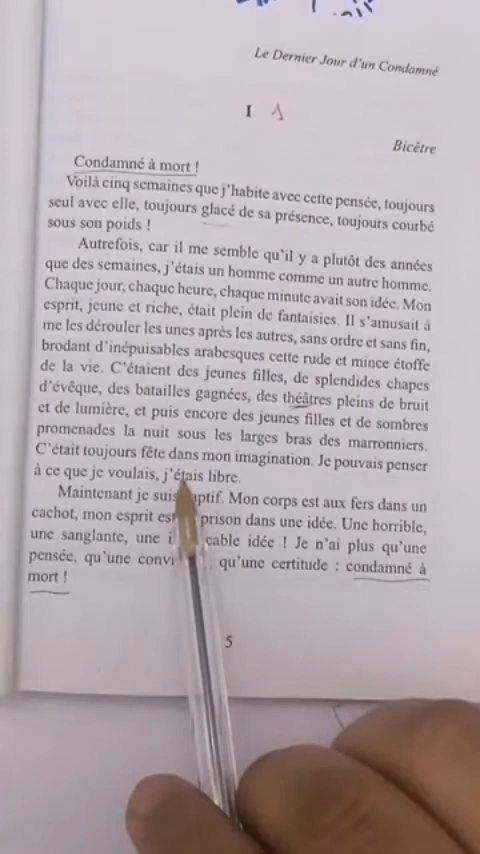 Le Dernier Jour d'un Condamné
I 1
Bicêtre
Condamné à mort !
Voilà cinq semaines que j'habite avec cette pensée, toujours
seul avec elle, toujours glacé de sa présence, toujours courbé
sous son poids !
Autrefois, car il me semble qu'il y a plutôt des années
que des semaines, j'étais un homme comme un autre homme.
Chaque jour, chaque heure, chaque minute avait son idée. Mon
esprit, jeune et riche, était plein de fantaisies. Il s'amusait à
me les dérouler les unes après les autres, sans ordre et sans fin,
brodant d'inépuisables arabesques cette rude et mince étoffe
de la vie. C'étaient des jeunes filles, de splendides chapes
d'évêque, des batailles gagnées, des théâtres pleins de bruit
et de lumière, et puis encore des jeunes filles et de sombres
promenades la nuit sous les larges bras des marronniers.
C'était toujours fête dans mon imagination. Je pouvais penser
à ce que je voulais, j'étais libre.
Maintenant je suis Mon corps est aux fers dans un
cachot, mon esprit est prison dans une idée. Une horrible,
une sanglante, une idée ! Je n'ai plus qu'une
pensée, qu'une qu'une certitude : condamné à
mort !
5